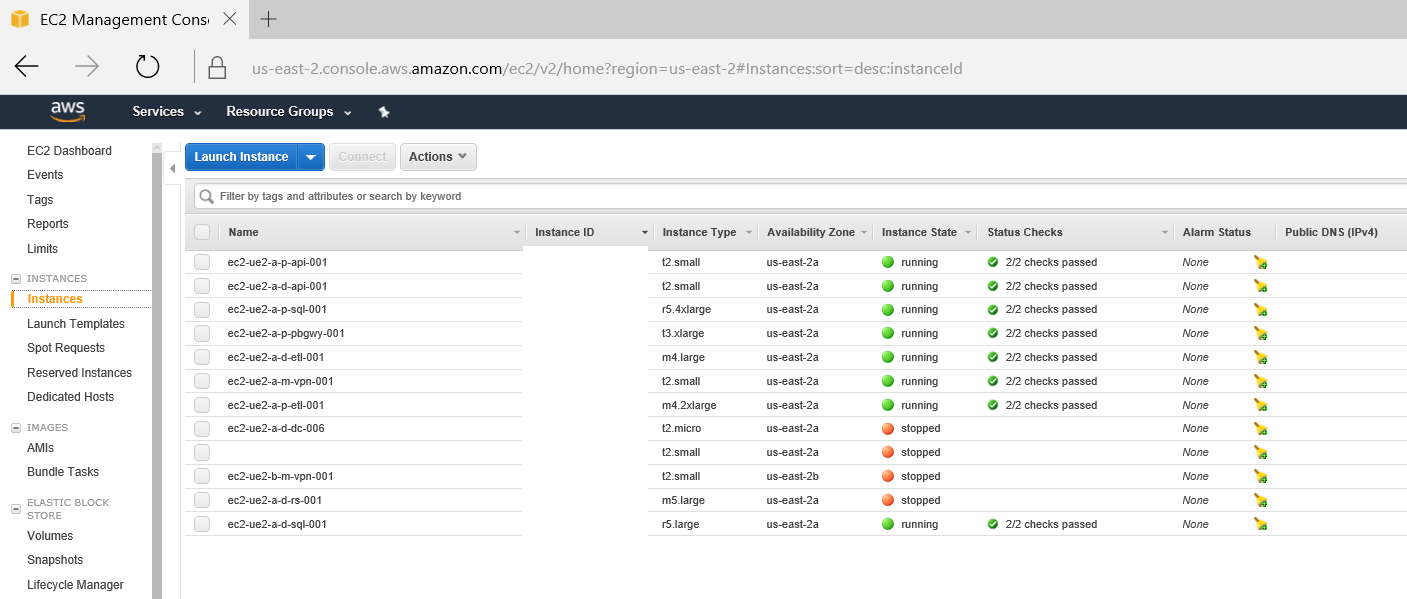 EC2 Management Conso
us-east-2.console.aws.amazon.com/ec2/v2/home?region=us-east-2#Instances:sort=desc:instanceId
aws Services Resource Groups
EC2 Dashboard
Events
Tags
Reports
Limits
INSTANCES
Instances
Launch Templates
Spot Requests
Reserved Instances
Dedicated Hosts
IMAGES
AMIs
Bundle Tasks
ELASTIC BLOCK
STORE
Volumes
Snapshots
Lifecycle Manager
Launch Instance Connect Actions
Filter by tags and attributes or search by keyword
Name Instance ID Instance Type Availability Zone Instance State Status Checks Alarm Status Public DNS (IPv4)
ec2-ue2-a-p-api-001 t2.small us-east-2a running 2/2 checks passed None
ec2-ue2-a-d-api-001 t2.small us-east-2a running 2/2 checks passed None
ec2-ue2-a-p-sql-001 r5.4xlarge us-east-2a running 2/2 checks passed None
ec2-ue2-a-p-pbgwy-001 t3.xlarge us-east-2a running 2/2 checks passed None
ec2-ue2-a-d-etl-001 m4.large us-east-2a running 2/2 checks passed None
ec2-ue2-a-m-vpn-001 t2.small us-east-2a running 2/2 checks passed None
ec2-ue2-a-p-etl-001 m4.2xlarge us-east-2a running 2/2 checks passed None
ec2-ue2-a-d-dc-006 t2.micro us-east-2a stopped None
t2.small us-east-2a stopped None
ec2-ue2-b-m-vpn-001 t2.small us-east-2b stopped None
ec2-ue2-a-d-rs-001 m5.large us-east-2a stopped None
ec2-ue2-a-d-sql-001 r5.large us-east-2a running 2/2 checks passed None